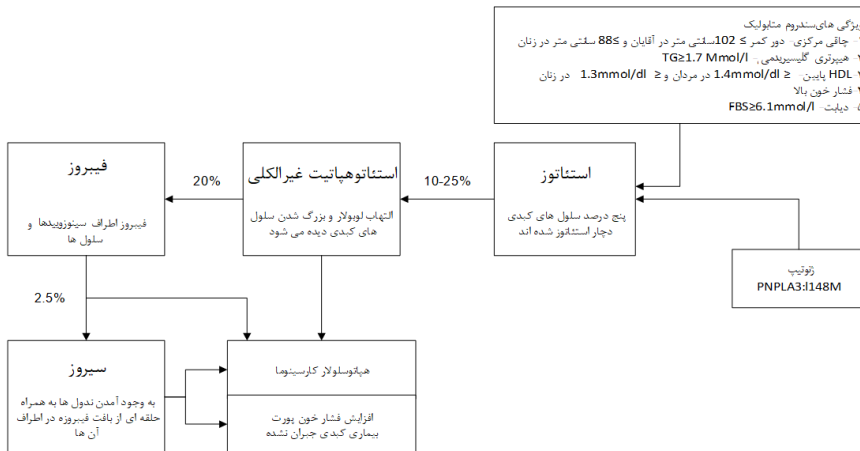 ویژگی های سندروم متابولیک
چاقی مرکزی- دور کمر ≥ 102سانتی متر در آقایان و ≥88 سانتی متر در زنان
هیپرتری گلیسیریدمی- TG≥1.7 Mmol/l
HDL پایین- ≤ 1.4mmol/dl در مردان و ≤ 1.3mmol/dl در زنان
فشار خون بالا
دیابت- FBS≥6.1mmol/l
استئاتوز
پنج درصد سلول های کبدی
دچار استئاتوز شده اند
10-25%
استئاتوهپاتیت غیرالکلی
التهاب لوبولار و بزرگ شدن سلول
های کبدی دیده می شود
20%
فیبروز
فیبروز اطراف سینوزوییدها و
سلول ها
ژنوتیپ
PNPLA3:I148M
2.5%
سیروز
به وجود آمدن ندول ها به همراه
حلقه ای از بافت فیبروزه در اطراف
آن ها
هپاتوسلولار کارسینوما
افزایش فشار خون پورت
بیماری کبدی جبران نشده